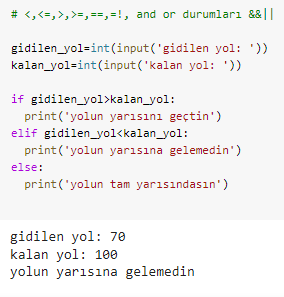 # <,<=,>,>=,==,=!, and or durumları &&||
gidilen_yol=int(input('gidilen yol: '))
kalan_yol=int(input('kalan yol: '))
if gidilen_yol>kalan_yol:
  print('yolun yarısını geçtin')
elif gidilen_yol<kalan_yol:
  print('yolun yarısına gelemedin')
else:
  print('yolun tam yarısındasın')
gidilen yol: 70
kalan yol: 100
yolun yarısına gelemedin